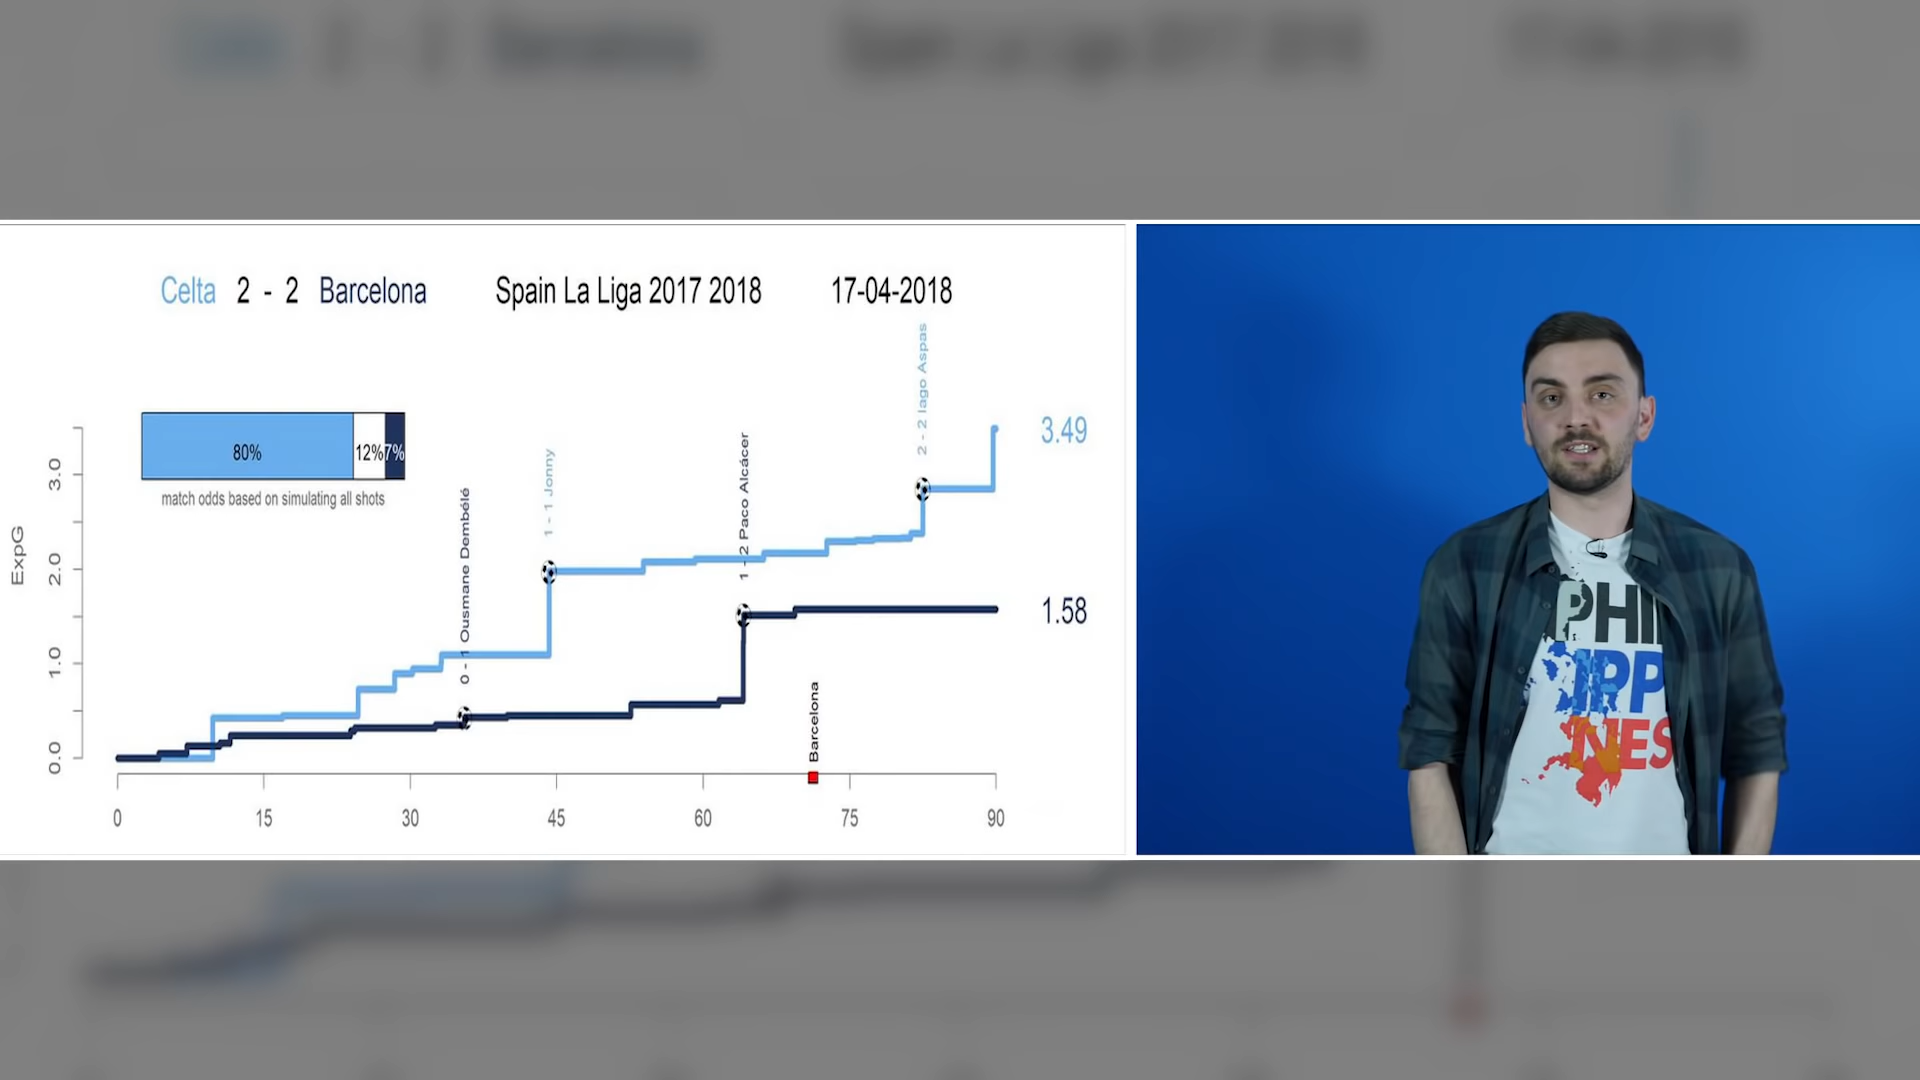 Celta 2 - 2 Barcelona Spain La Liga 2017 2018 17-04-2018
80% 12% 7%
match odds based on simulating all shots
ExpG
0.0 1.0 2.0 3.0
0 - 1 Ousmane Dembélé
1 - 1 Jonny
1 - 2 Paco Alcácer
2 - 2 Iago Aspas
3.49
1.58
Barcelona
0 15 30 45 60 75 90
PHI
IPP
NES